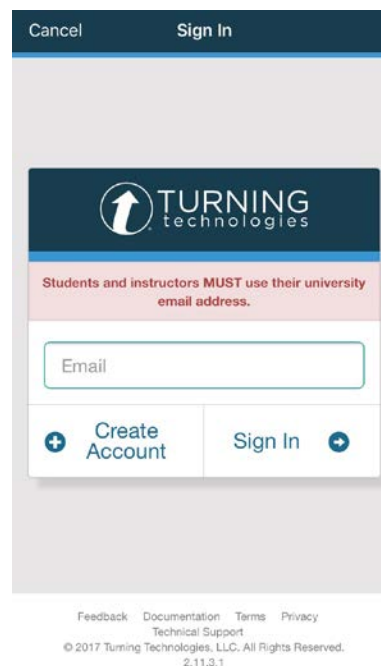 Cancel Sign In
TURNING
technologies
Students and instructors MUST use their university
email address.
Email
Create
Account
Sign In
Feedback Documentation Terms Privacy
Technical Support
© 2017 Turning Technologies, LLC. All Rights Reserved.
2.11.3.1